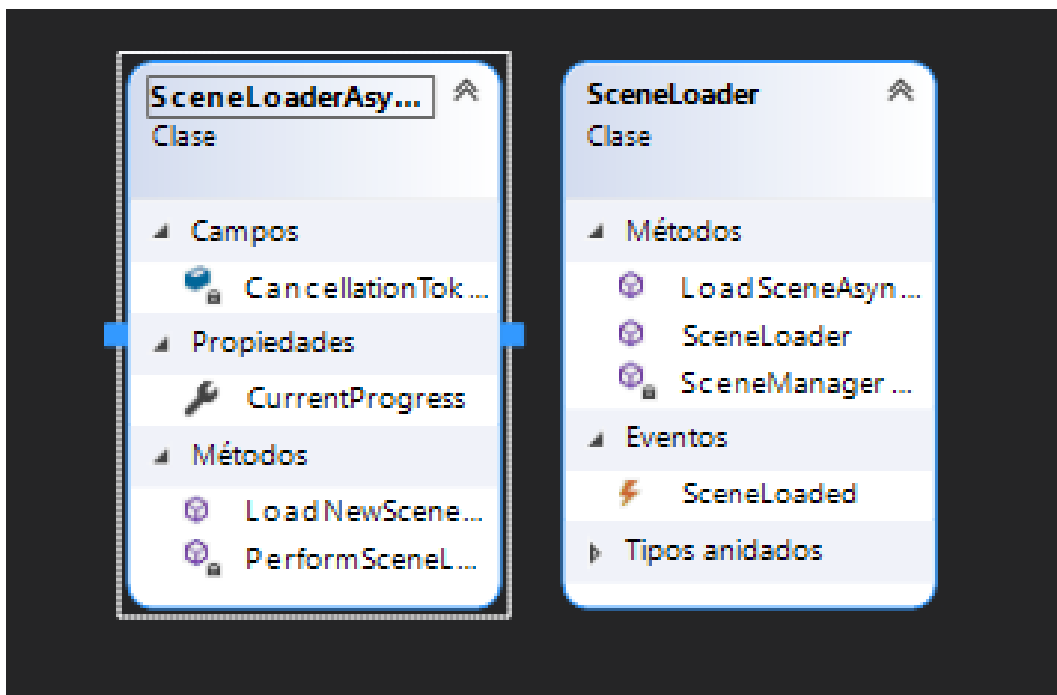 SceneLoaderAsy...
Clase
Campos
CancellationTok...
Propiedades
CurrentProgress
Métodos
LoadNewScene...
PerformSceneL...
SceneLoader
Clase
Métodos
LoadSceneAsyn...
SceneLoader
SceneManager...
Eventos
SceneLoaded
Tipos anidados